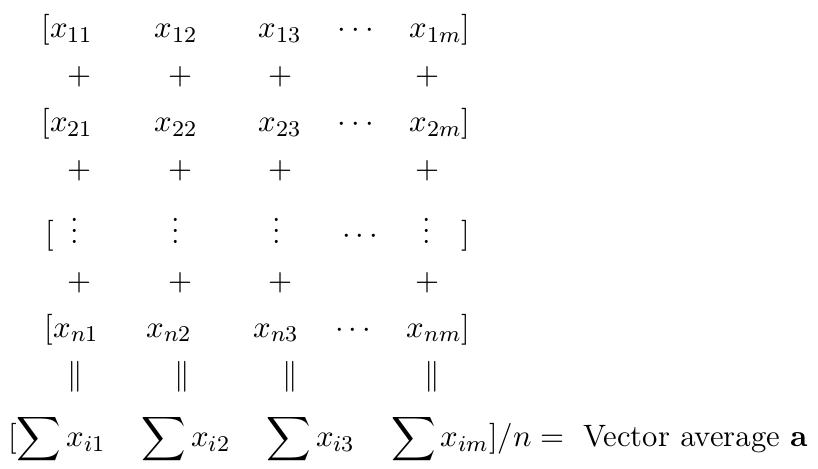 [x₁₁ x₁₂ x₁₃ ⋯ x₁ₘ]
+ + + +
[x₂₁ x₂₂ x₂₃ ⋯ x₂ₘ]
+ + + +
[ ⋮ ⋮ ⋮ ⋯ ⋮ ]
+ + + +
[xₙ₁ xₙ₂ xₙ₃ ⋯ xₙₘ]
∥ ∥ ∥ ∥
[∑xᵢ₁ ∑xᵢ₂ ∑xᵢ₃ ∑xᵢₘ]/n = Vector average a